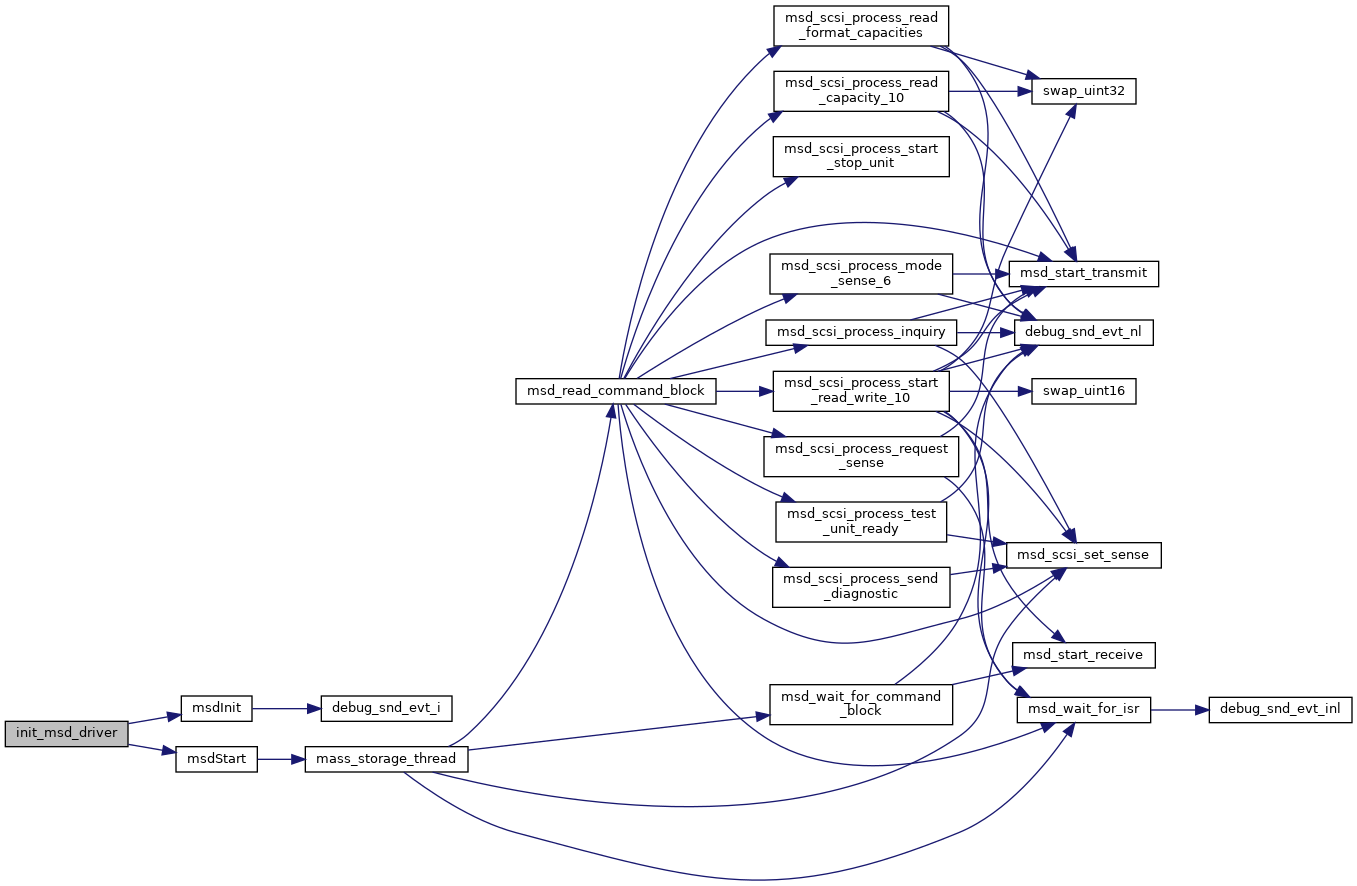 msd_scsi_process_read
_format_capacities
msd_scsi_process_read
_capacity_10
swap_uint32
msd_scsi_process_start
_stop_unit
msd_scsi_process_mode
_sense_6
msd_start_transmit
msd_scsi_process_inquiry
debug_snd_evt_nl
msd_read_command_block
msd_scsi_process_start
_read_write_10
swap_uint16
msd_scsi_process_request
_sense
msd_scsi_process_test
_unit_ready
msd_scsi_set_sense
msd_scsi_process_send
_diagnostic
msd_start_receive
msd_wait_for_command
_block
msdInit
debug_snd_evt_i
msd_wait_for_isr
debug_snd_evt_inl
init_msd_driver
msdStart
mass_storage_thread